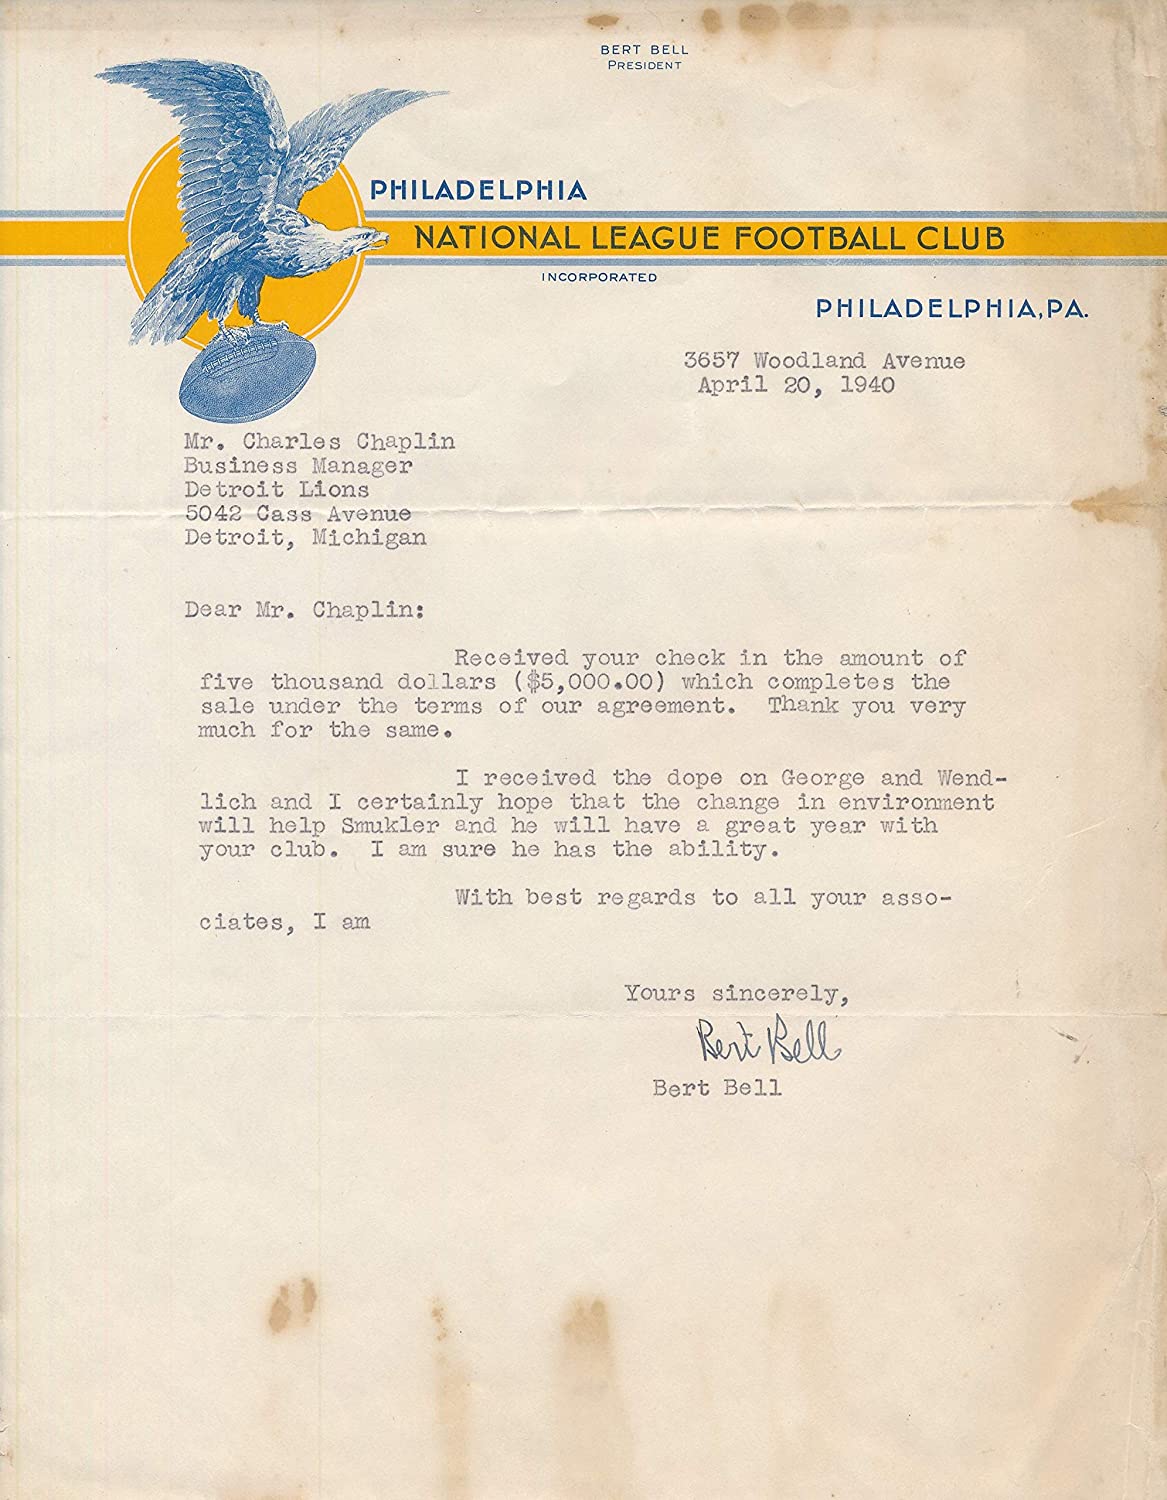 BERT BELL
PRESIDENT
PHILADELPHIA
NATIONAL LEAGUE FOOTBALL CLUB
INCORPORATED
PHILADELPHIA, PA.
3657 Woodland Avenue
April 20, 1940
Mr. Charles Chaplin
Business Manager
Detroit Lions
5042 Cass Avenue
Detroit, Michigan
Dear Mr. Chaplin:
Received your check in the amount of
five thousand dollars ($5,000.00) which completes the
sale under the terms of our agreement. Thank you very
much for the same.
I received the dope on George and Wend-
lich and I certainly hope that the change in environment
will help Smukler and he will have a great year with
your club. I am sure he has the ability.
With best regards to all your asso-
ciates, I am
Yours sincerely,
Bert Bell
Bert Bell